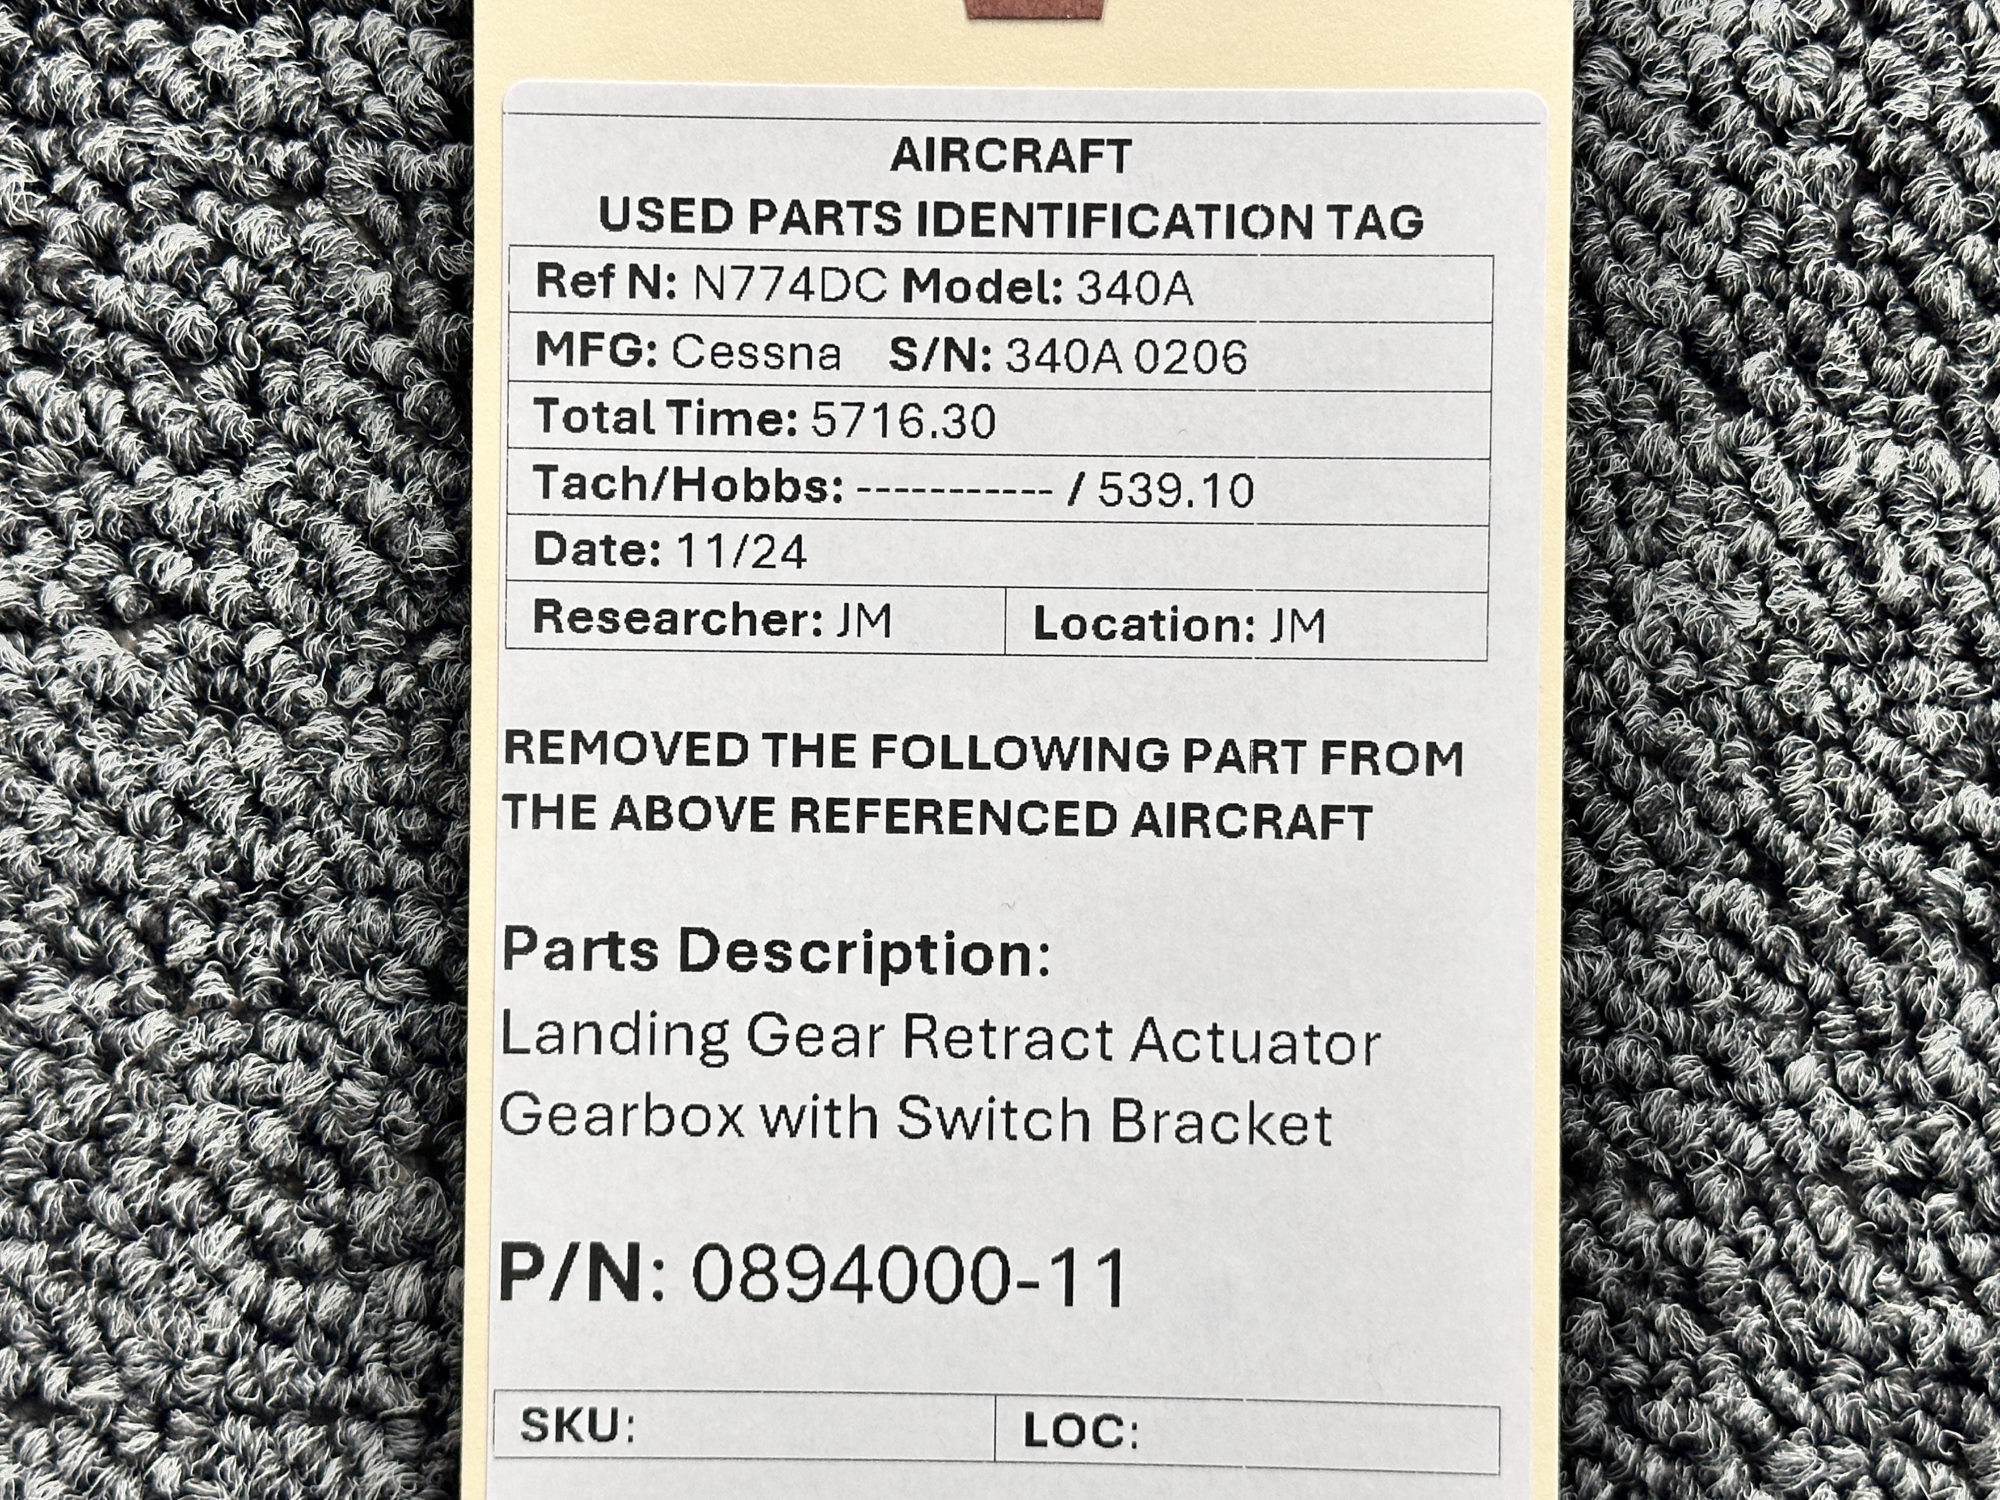 AIRCRAFT
USED PARTS IDENTIFICATION TAG
Ref N: N774DC Model: 340A
MFG: Cessna S/N: 340A 0206
Total Time: 5716.30
Tach/Hobbs: ----------- / 539.10
Date: 11/24
Researcher: JM Location: JM
REMOVED THE FOLLOWING PART FROM
THE ABOVE REFERENCED AIRCRAFT
Parts Description:
Landing Gear Retract Actuator
Gearbox with Switch Bracket
P/N: 0894000-11
SKU: LOC: